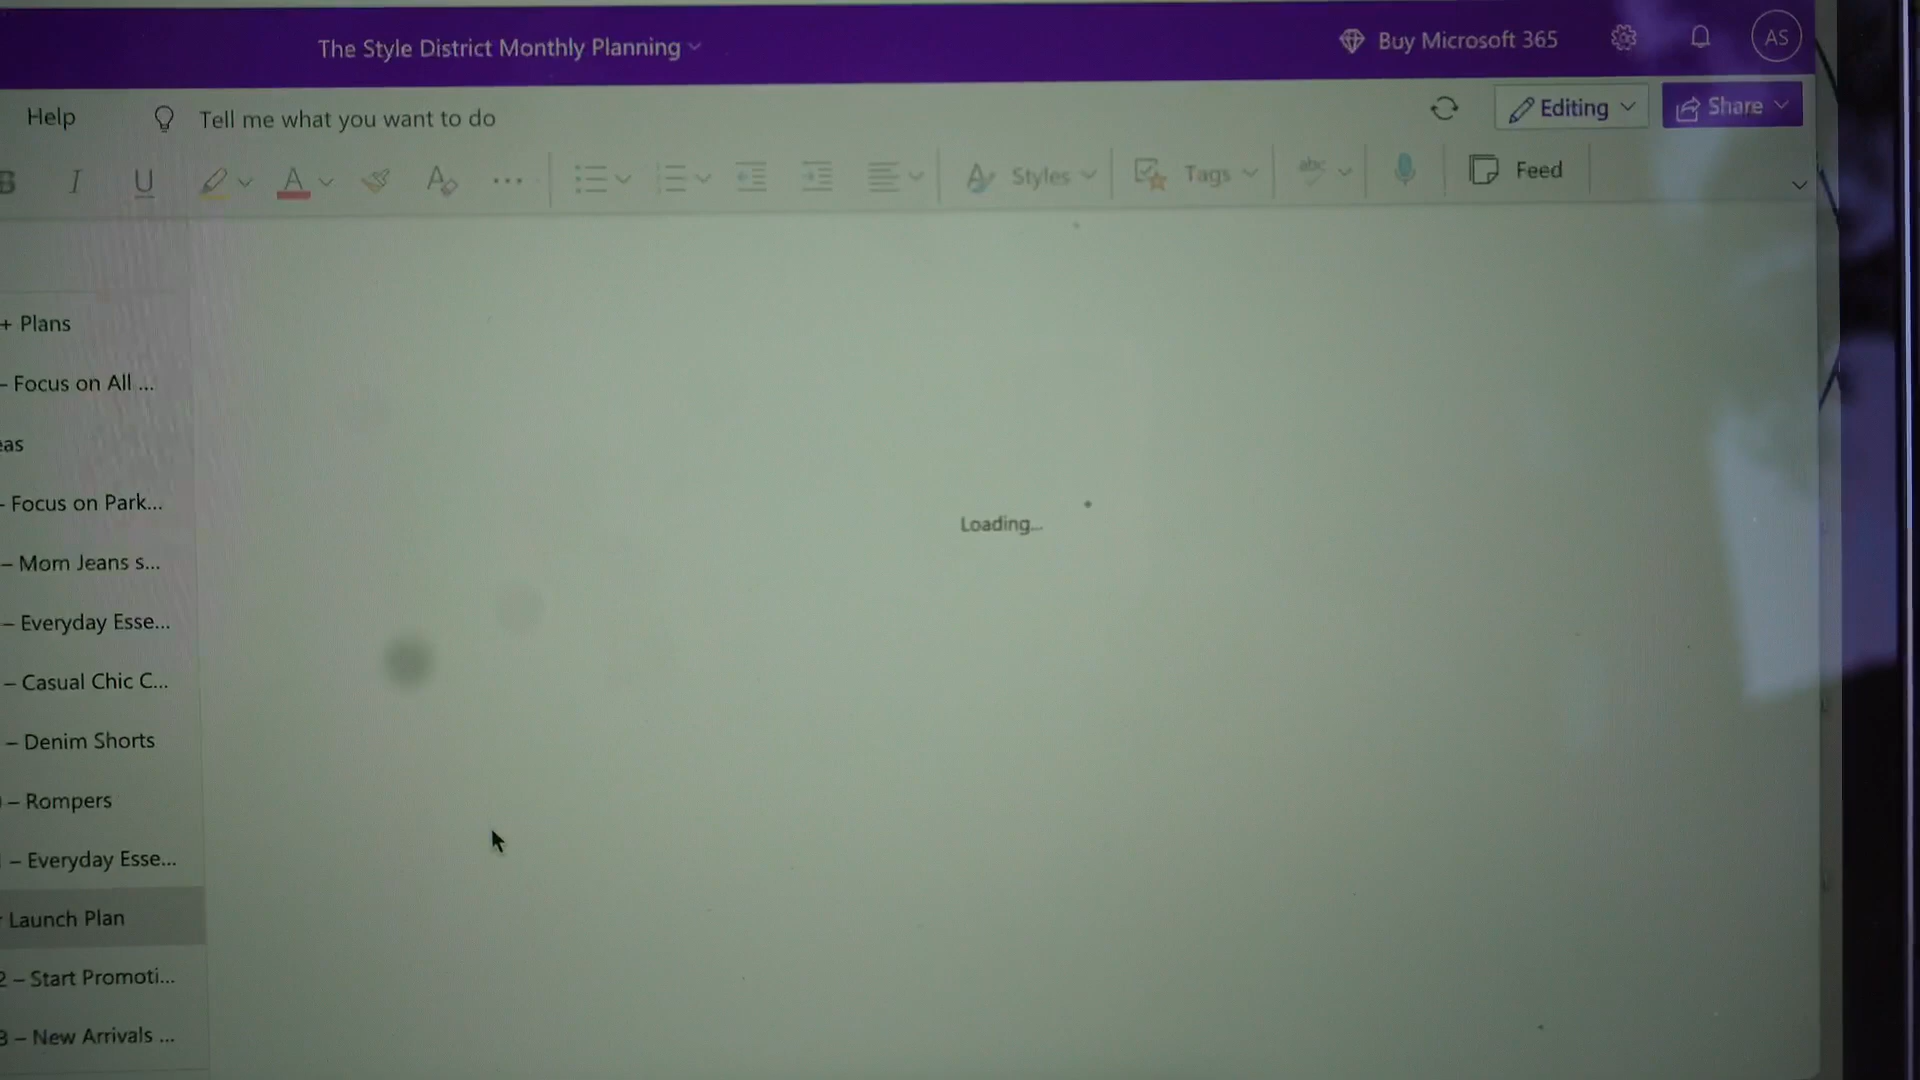 The Style District Monthly Planning
Buy Microsoft 365
AS
Help
Tell me what you want to do
Editing
Share
B I U A A ...
Styles
Tags
abc
Feed
+ Plans
– Focus on All ...
eas
- Focus on Park...
– Mom Jeans s...
– Everyday Esse...
– Casual Chic C...
– Denim Shorts
– Rompers
– Everyday Esse...
Launch Plan
2 – Start Promoti...
3 – New Arrivals ...
Loading...